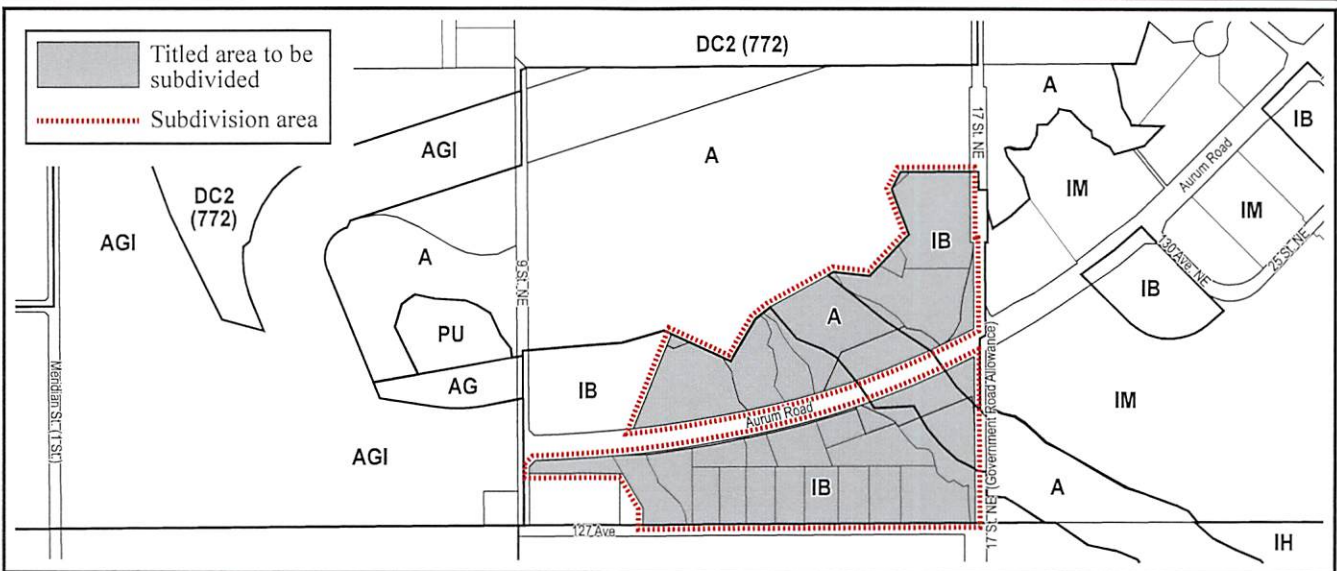 Titled area to be
subdivided
Subdivision area
DC2 (772)
A
IB
AGI
17 St. NE
A
Aurum Road
IM
DC2
(772)
IM
AGI
A
IB
9 St. NE
130 Ave. NE
25 St. NE
IB
PU
A
AG
IB
Meridian St. (1 St.)
Aurum Road
IM
AGI
IB
17 St. NE (Government Road Allowance)
A
127 Ave
IH